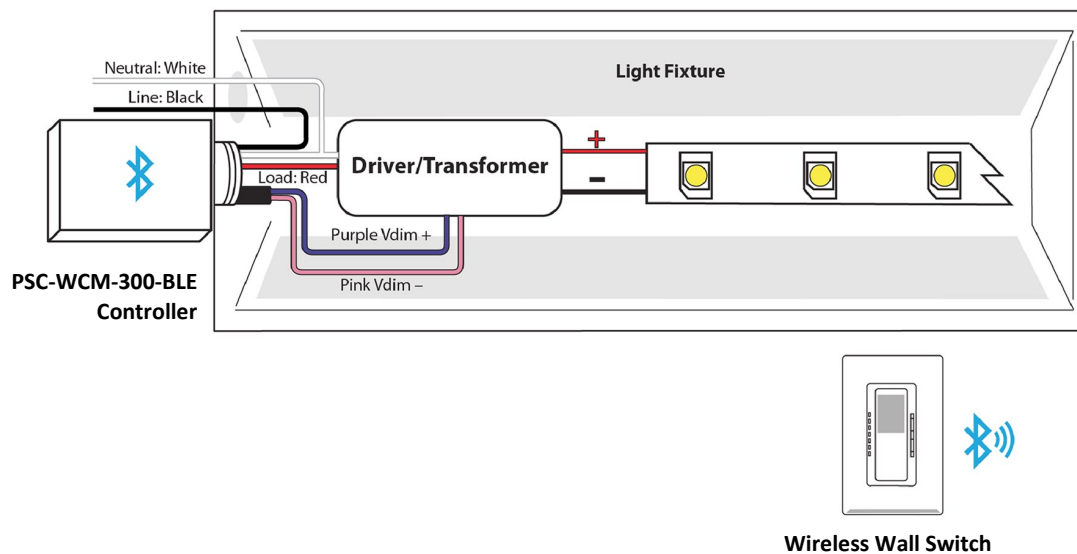 Neutral: White
Light Fixture
Line: Black
Driver/Transformer
+
–
Load: Red
Purple Vdim +
Pink Vdim –
PSC-WCM-300-BLE
Controller
Wireless Wall Switch